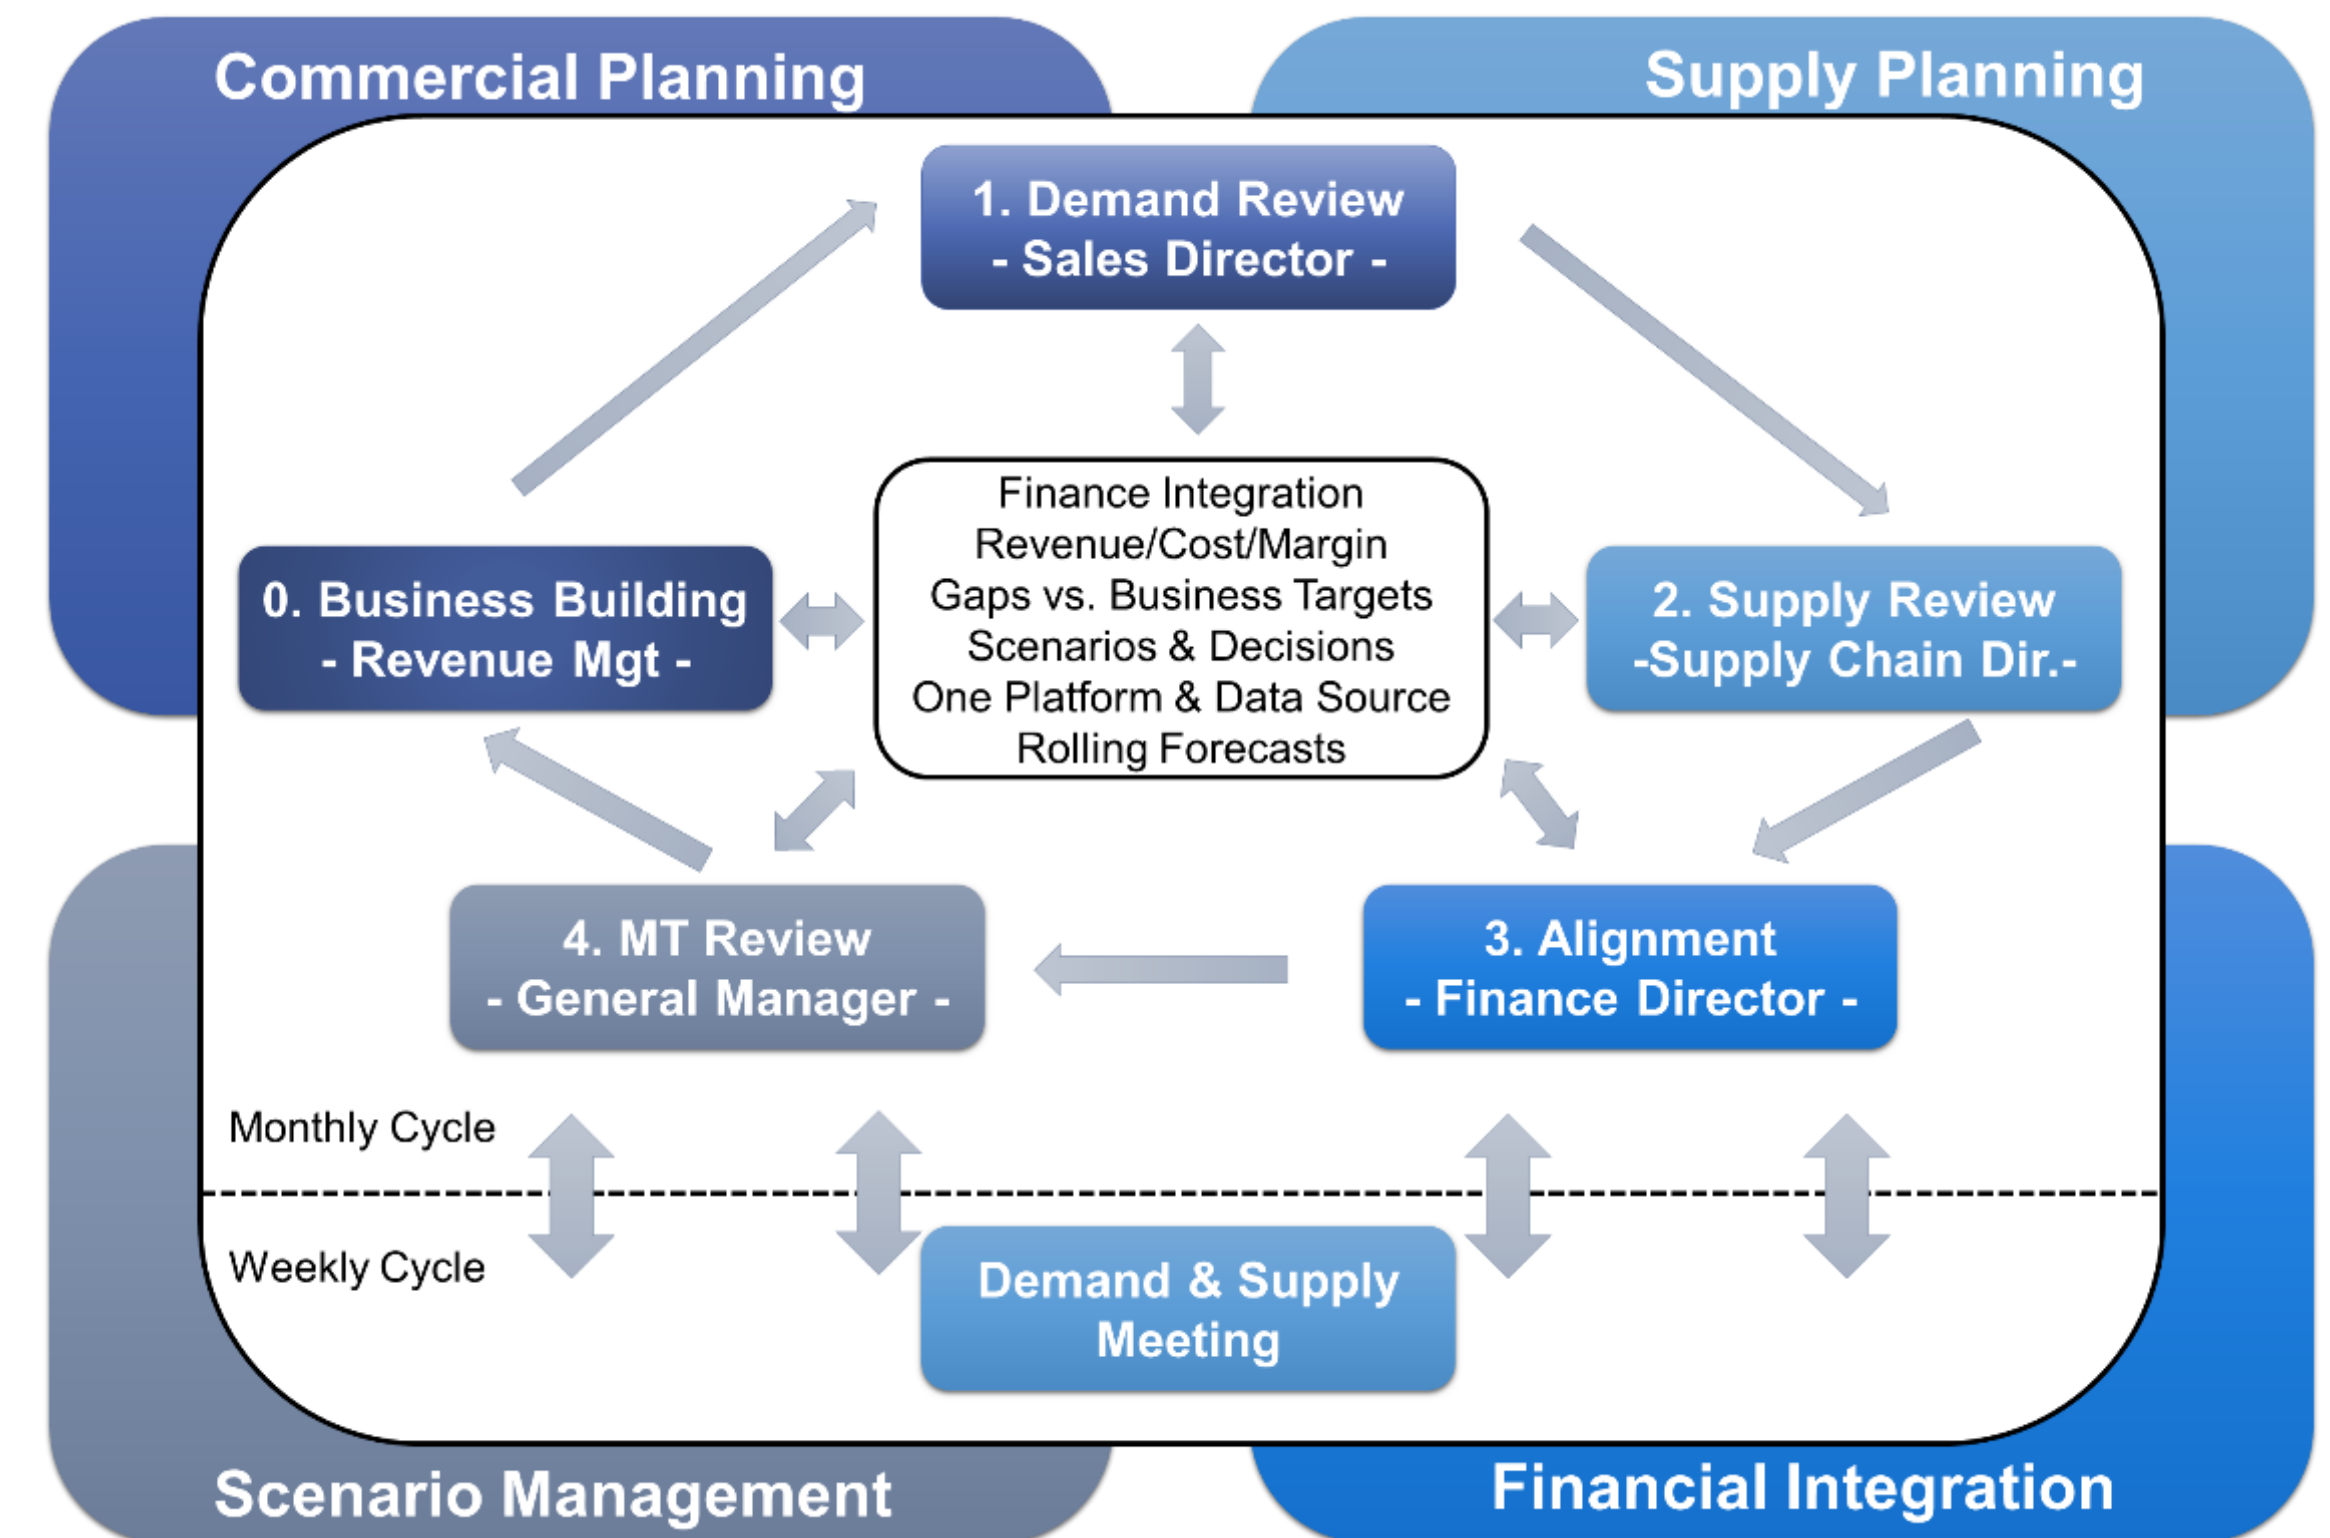 Commercial Planning
Supply Planning
1. Demand Review
- Sales Director -
Finance Integration
Revenue/Cost/Margin
Gaps vs. Business Targets
Scenarios & Decisions
One Platform & Data Source
Rolling Forecasts
0. Business Building
- Revenue Mgt -
2. Supply Review
-Supply Chain Dir.-
4. MT Review
- General Manager -
3. Alignment
- Finance Director -
Monthly Cycle
Weekly Cycle
Demand & Supply
Meeting
Scenario Management
Financial Integration